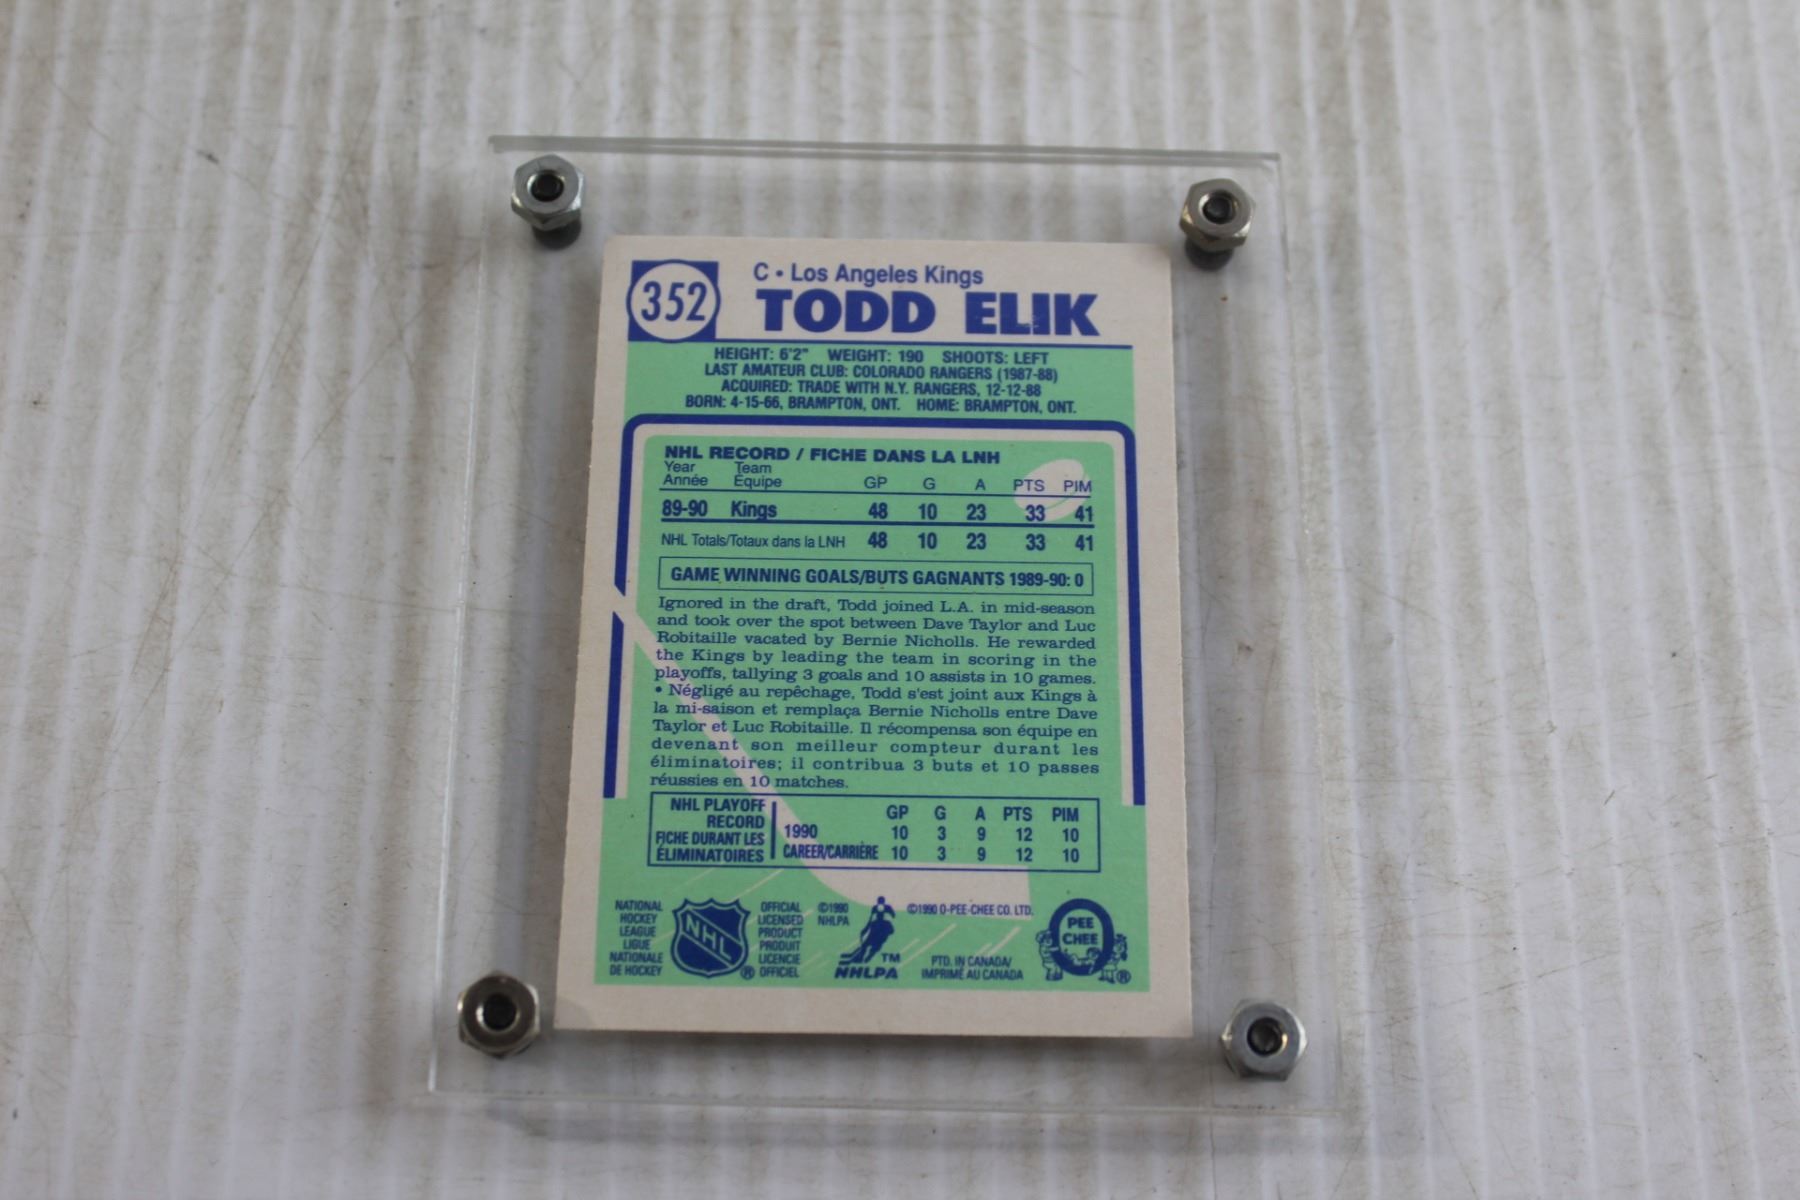 352
C • Los Angeles Kings
TODD ELIK
HEIGHT: 6'2" WEIGHT: 190 SHOOTS: LEFT
LAST AMATEUR CLUB: COLORADO RANGERS (1987-88)
ACQUIRED: TRADE WITH N.Y. RANGERS, 12-12-88
BORN: 4-15-66, BRAMPTON, ONT. HOME: BRAMPTON, ONT.
NHL RECORD / FICHE DANS LA LNH
Year Team
Année Équipe GP G A PTS PIM
89-90 Kings 48 10 23 33 41
NHL Totals/Totaux dans la LNH 48 10 23 33 41
GAME WINNING GOALS/BUTS GAGNANTS 1989-90: 0
Ignored in the draft, Todd joined L.A. in mid-season
and took over the spot between Dave Taylor and Luc
Robitaille vacated by Bernie Nicholls. He rewarded
the Kings by leading the team in scoring in the
playoffs, tallying 3 goals and 10 assists in 10 games.
• Négligé au repêchage, Todd s'est joint aux Kings à
la mi-saison et remplaça Bernie Nicholls entre Dave
Taylor et Luc Robitaille. Il récompensa son équipe en
devenant son meilleur compteur durant les
éliminatoires; il contribua 3 buts et 10 passes
réussies en 10 matches.
NHL PLAYOFF
RECORD
FICHE DURANT LES
ÉLIMINATOIRES
GP G A PTS PIM
1990 10 3 9 12 10
CAREER/CARRIÈRE 10 3 9 12 10
NATIONAL
HOCKEY
LEAGUE
LIGUE
NATIONALE
DE HOCKEY
NHL
®
OFFICIAL
LICENSED
PRODUCT
PRODUIT
LICENCIE
OFFICIEL
©1990
NHLPA
TM
NHLPA
©1990 O-PEE-CHEE CO. LTD.
PTD. IN CANADA/
IMPRIMÉ AU CANADA
PEE
CHEE
®